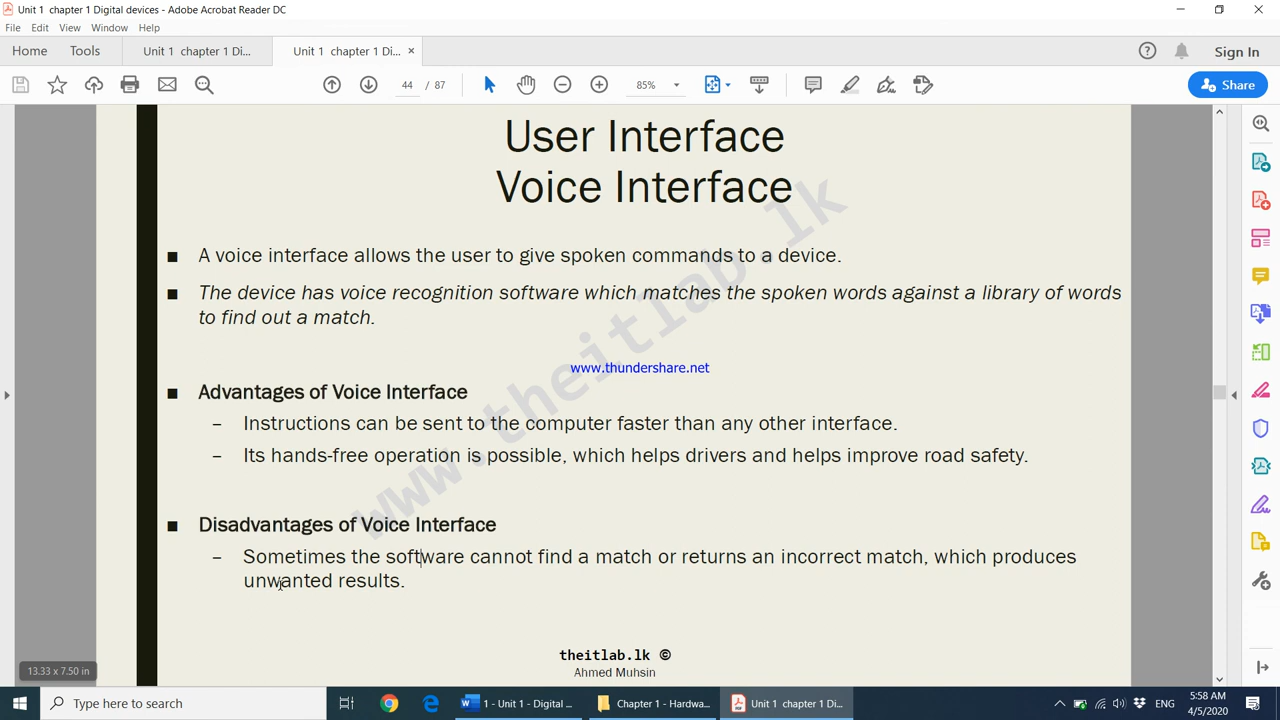 Unit 1 chapter 1 Digital devices - Adobe Acrobat Reader DC
File Edit View Window Help
Home Tools Unit 1 chapter 1 Di... Unit 1 chapter 1 Di... × Sign In
44 / 87 85% Share
User Interface
Voice Interface
■ A voice interface allows the user to give spoken commands to a device.
■ The device has voice recognition software which matches the spoken words against a library of words
to find out a match.
www.thundershare.net
www.theitlab.lk
■ Advantages of Voice Interface
– Instructions can be sent to the computer faster than any other interface.
– Its hands-free operation is possible, which helps drivers and helps improve road safety.
■ Disadvantages of Voice Interface
– Sometimes the software cannot find a match or returns an incorrect match, which produces
unwanted results.
theitlab.lk ©
Ahmed Muhsin
13.33 x 7.50 in
Type here to search 1 - Unit 1 - Digital ... Chapter 1 - Hardwa... Unit 1 chapter 1 Di... ENG 5:58 AM
4/5/2020